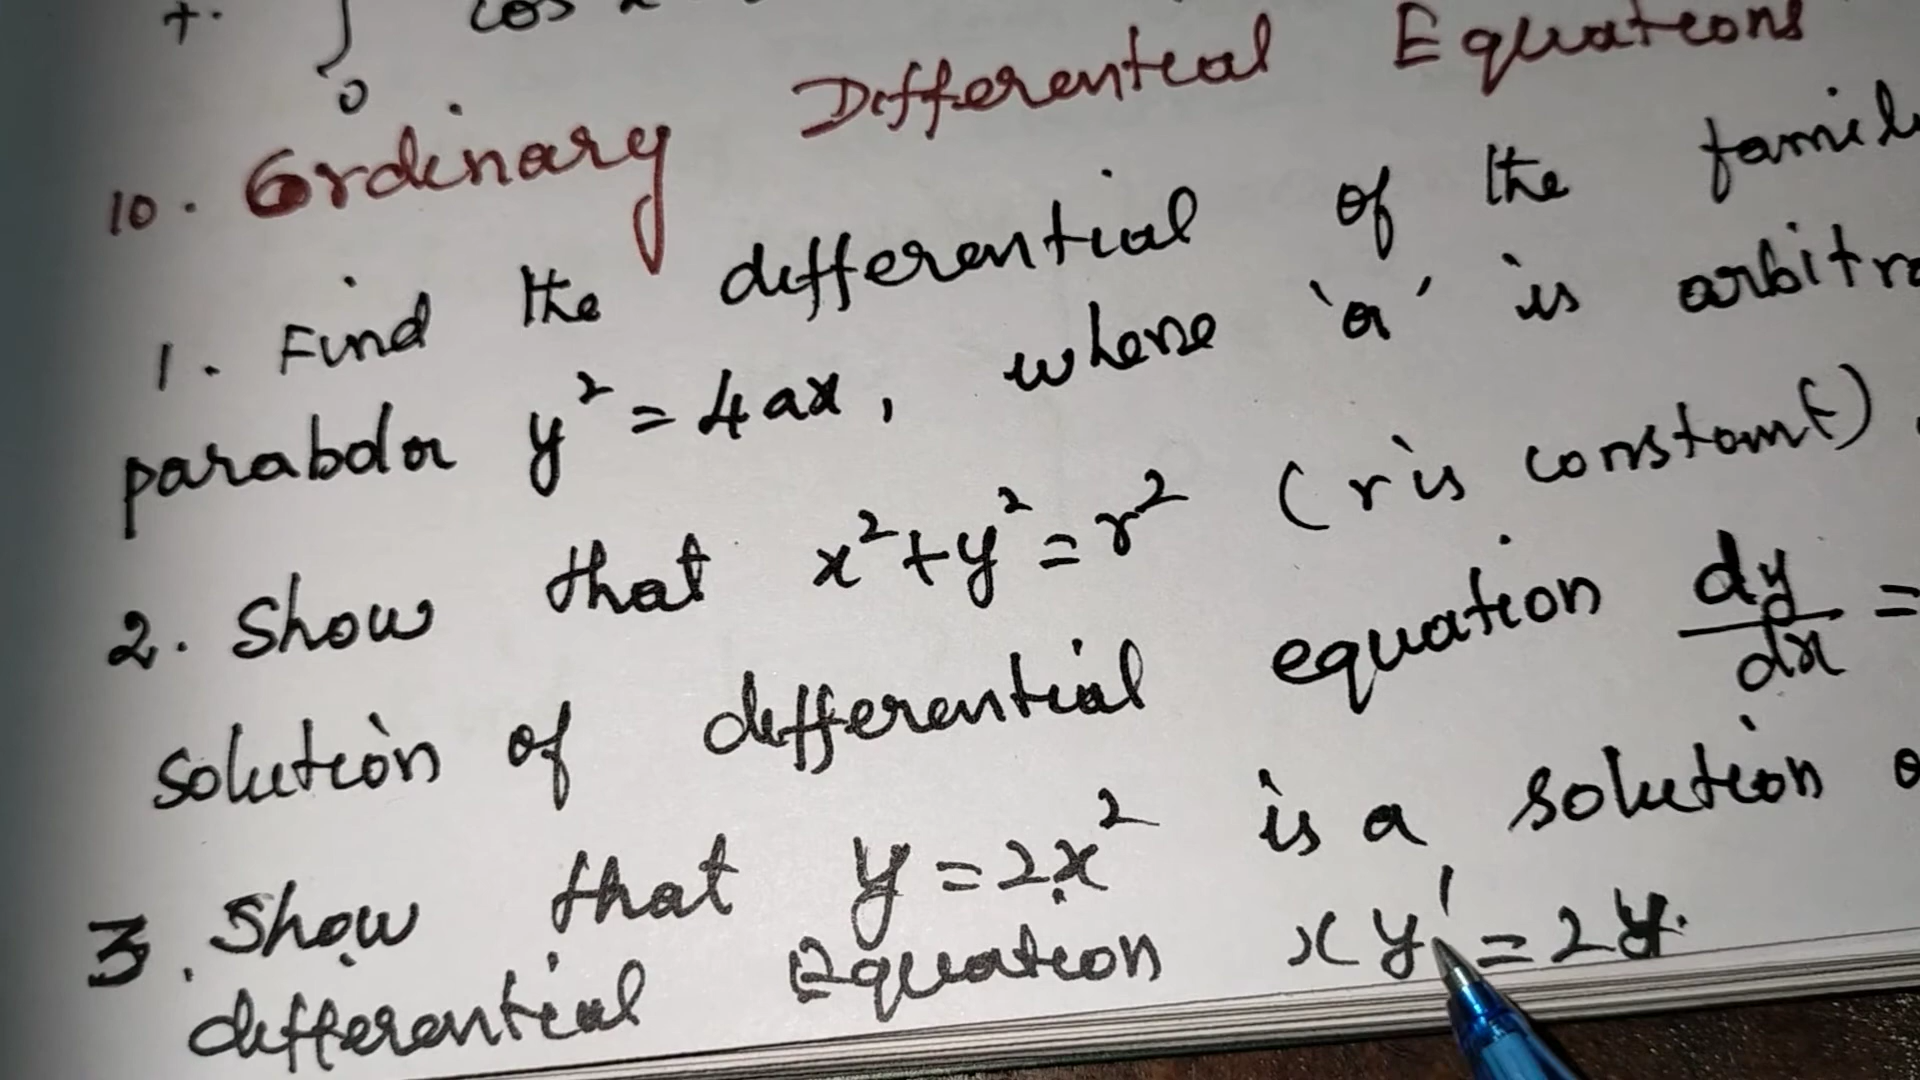 0
10. Ordinary Differential Equations
1. Find the differential of the
parabola y² = 4ax, where 'a' is
2. Show that x²+y²=r² (r is constant)
solution of differential equation dy/dx =
3. Show that y = 2x² is a solution
differential Equation xy' = 2y.